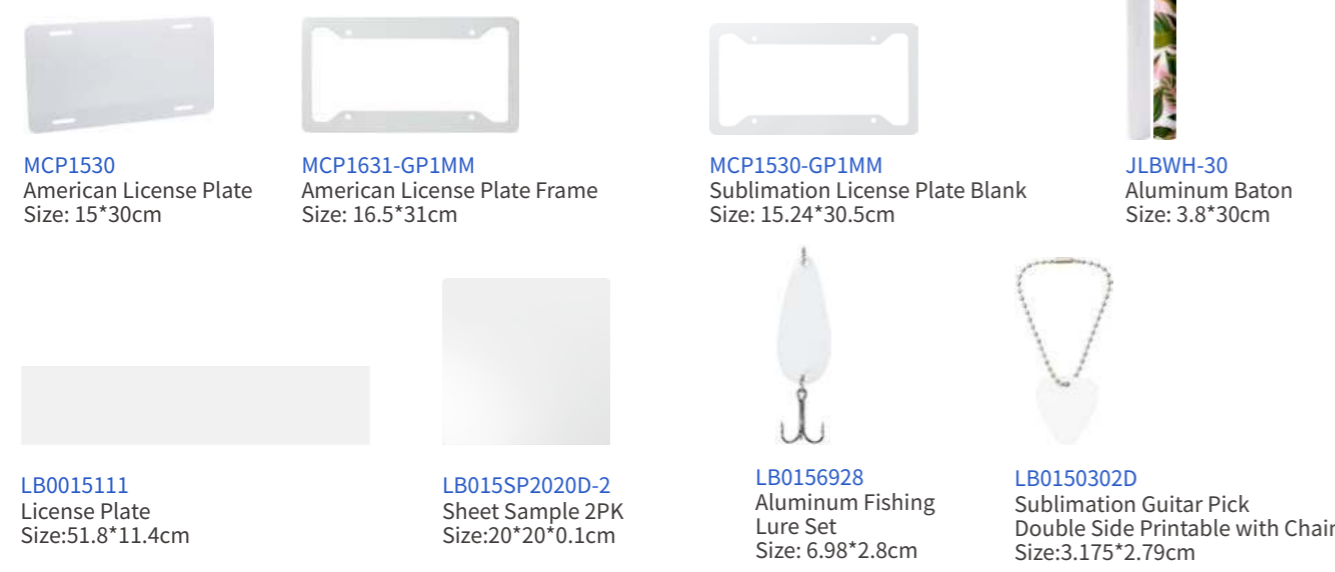 MCP1530
American License Plate
Size: 15*30cm
MCP1631-GP1MM
American License Plate Frame
Size: 16.5*31cm
MCP1530-GP1MM
Sublimation License Plate Blank
Size: 15.24*30.5cm
JLBWH-30
Aluminum Baton
Size: 3.8*30cm
LB0015111
License Plate
Size:51.8*11.4cm
LB015SP2020D-2
Sheet Sample 2PK
Size:20*20*0.1cm
LB0156928
Aluminum Fishing
Lure Set
Size: 6.98*2.8cm
LB0150302D
Sublimation Guitar Pick
Double Side Printable with
Size:3.175*2.79cm